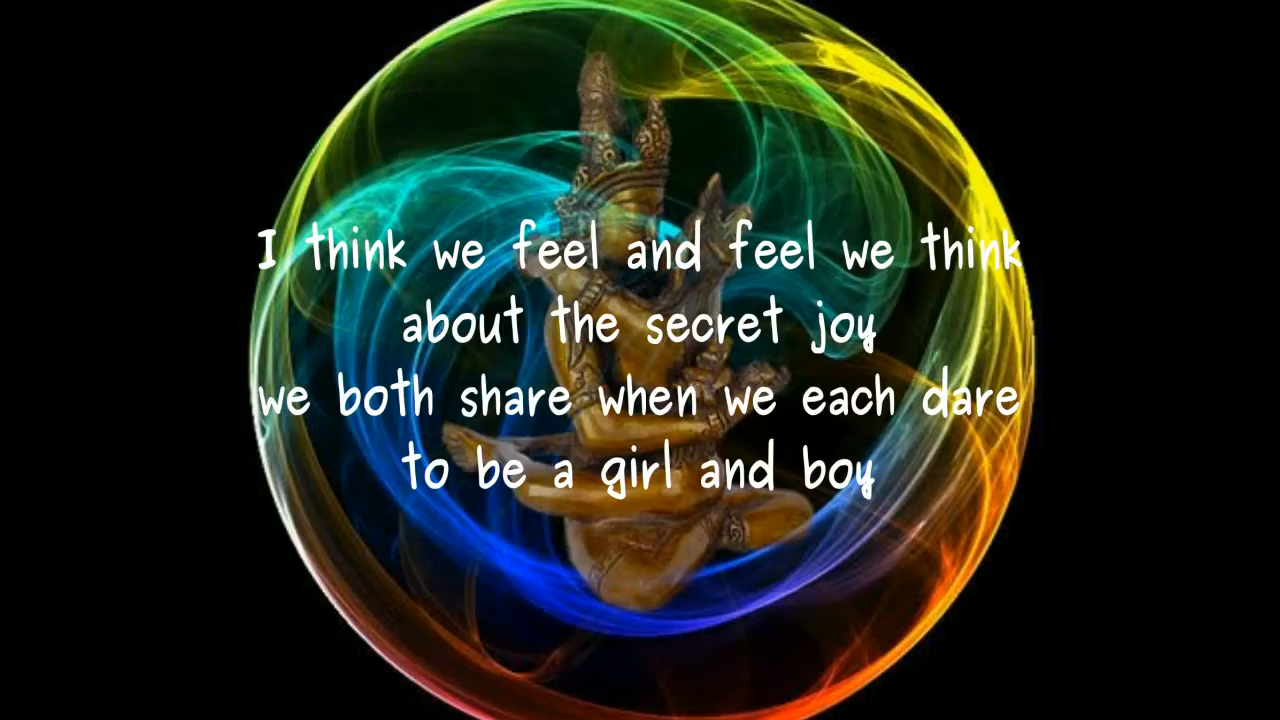 I think we feel and feel we think
about the secret joy
we both share when we each dare
to be a girl and boy